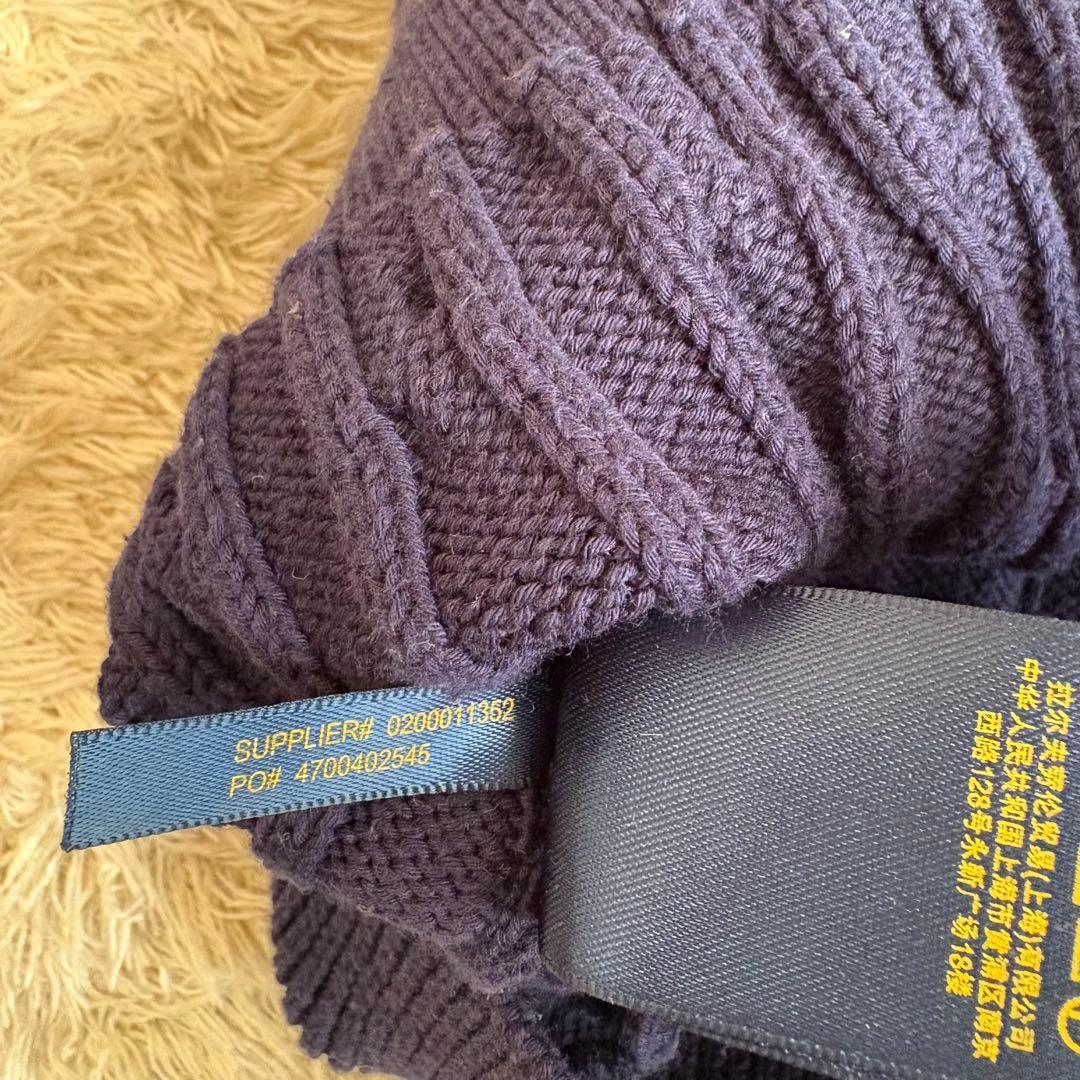 SUPPLIER# 0200011352
PO# 4700402545
拉尔夫劳伦贸易(上海)有限公司
中华人民共和国上海市黄浦区南京
西路128号永新广场18楼